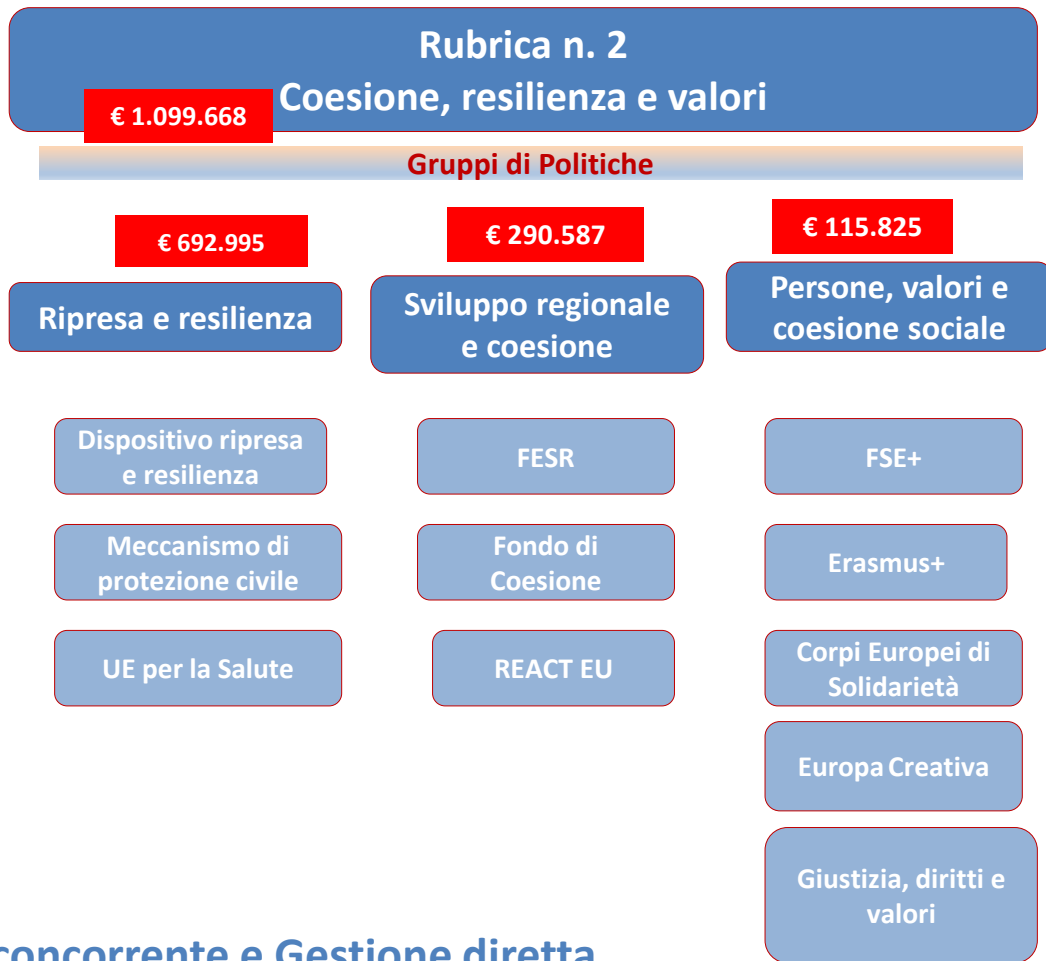 Rubrica n. 2
Coesione, resilienza e valori
€ 1.099.668
Gruppi di Politiche
€ 692.995
€ 290.587
€ 115.825
Ripresa e resilienza
Sviluppo regionale
e coesione
Persone, valori e
coesione sociale
Dispositivo ripresa
e resilienza
FESR
FSE+
Meccanismo di
protezione civile
Fondo di
Coesione
Erasmus+
UE per la Salute
REACT EU
Corpi Europei di
Solidarietà
Europa Creativa
Giustizia, diritti e
valori
concorrente e Gestione diretta